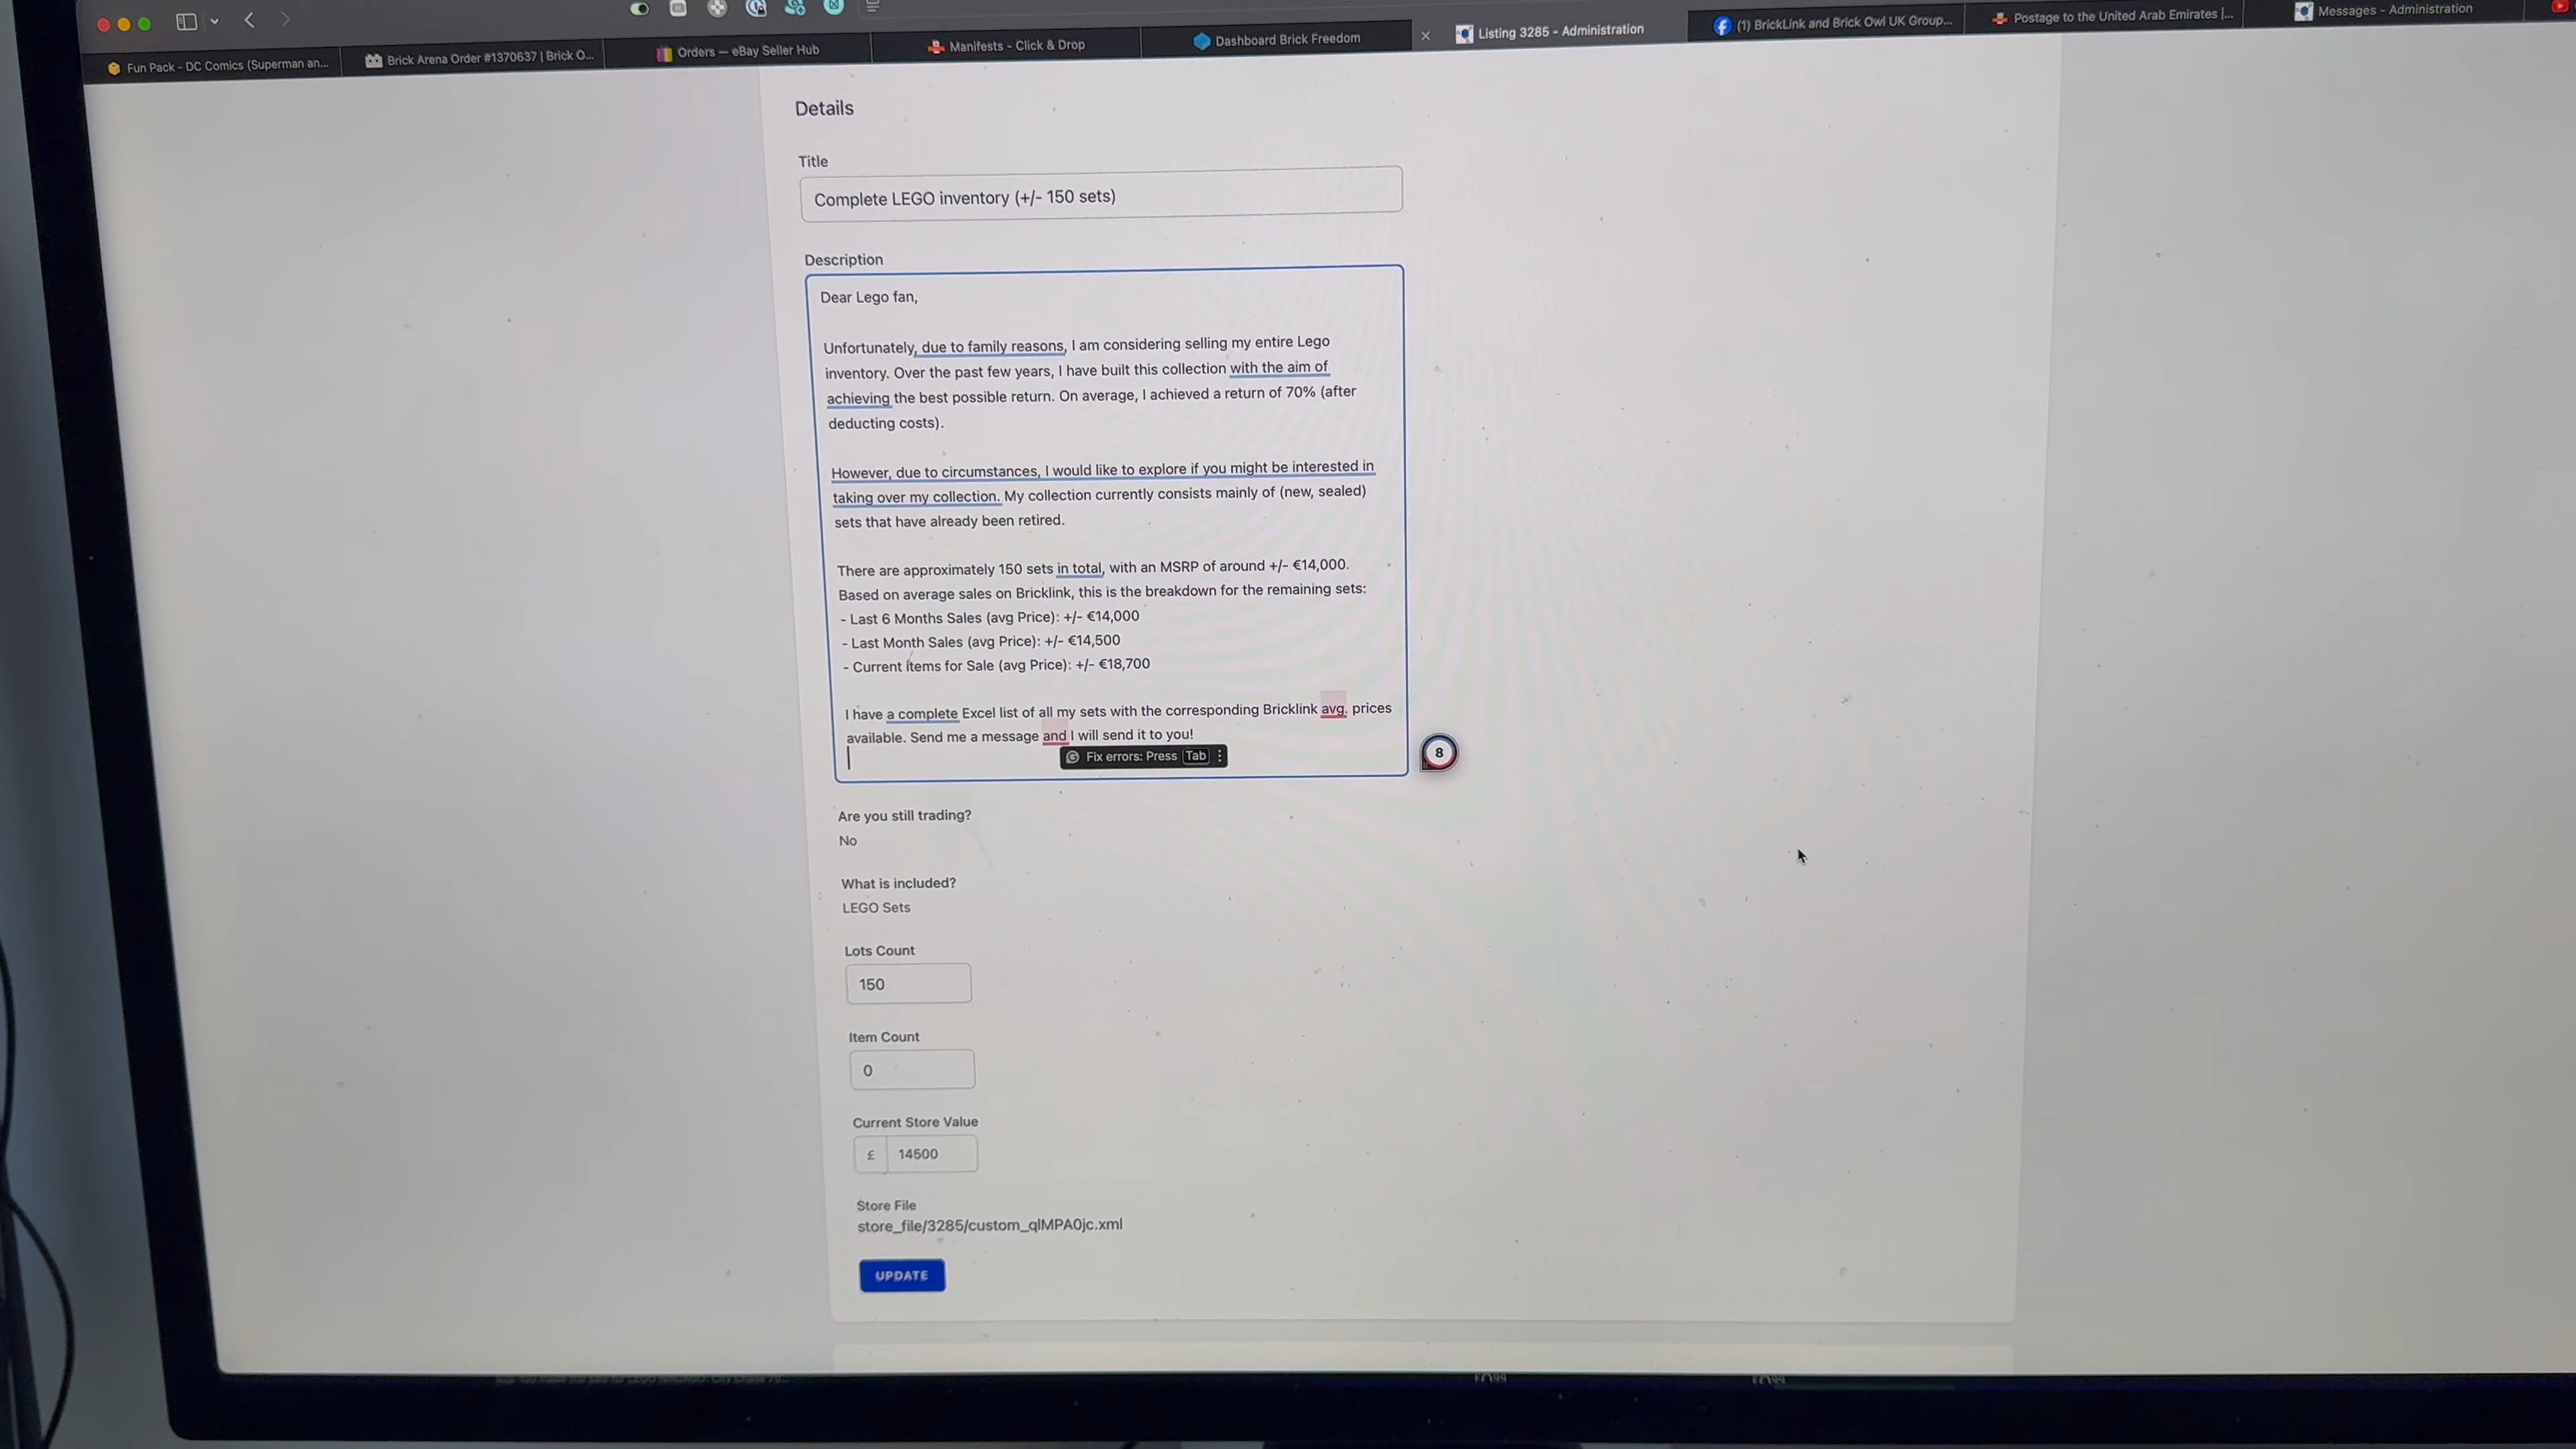 Fun Pack - DC Comics (Superman an...
Brick Arena Order #1370637 | Brick O...
Orders — eBay Seller Hub
Manifests - Click & Drop
Dashboard Brick Freedom
Listing 3285 - Administration
(1) BrickLink and Brick Owl UK Group...
Postage to the United Arab Emirates |...
Messages - Administration
Details
Title
Complete LEGO inventory (+/- 150 sets)
Description
Dear Lego fan,
Unfortunately, due to family reasons, I am considering selling my entire Lego
inventory. Over the past few years, I have built this collection with the aim of
achieving the best possible return. On average, I achieved a return of 70% (after
deducting costs).
However, due to circumstances, I would like to explore if you might be interested in
taking over my collection. My collection currently consists mainly of (new, sealed)
sets that have already been retired.
There are approximately 150 sets in total, with an MSRP of around +/- €14,000.
Based on average sales on Bricklink, this is the breakdown for the remaining sets:
- Last 6 Months Sales (avg Price): +/- €14,000
- Last Month Sales (avg Price): +/- €14,500
- Current items for Sale (avg Price): +/- €18,700
I have a complete Excel list of all my sets with the corresponding Bricklink avg. prices
available. Send me a message and I will send it to you!
Fix errors: Press Tab
8
Are you still trading?
No
What is included?
LEGO Sets
Lots Count
150
Item Count
0
Current Store Value
£ 14500
Store File
store_file/3285/custom_qlMPA0jc.xml
UPDATE